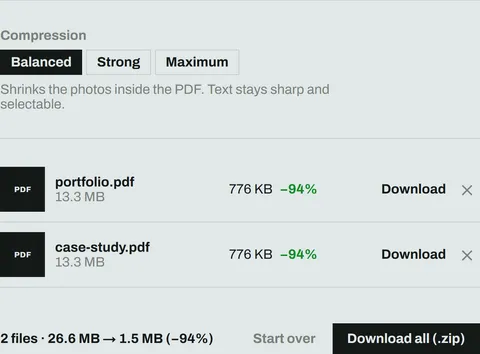 Compression
Balanced Strong Maximum
Shrinks the photos inside the PDF. Text stays sharp and
selectable.
PDF portfolio.pdf 776 KB −94% Download ×
13.3 MB
PDF case-study.pdf 776 KB −94% Download ×
13.3 MB
2 files · 26.6 MB → 1.5 MB (−94%) Start over Download all (.zip)